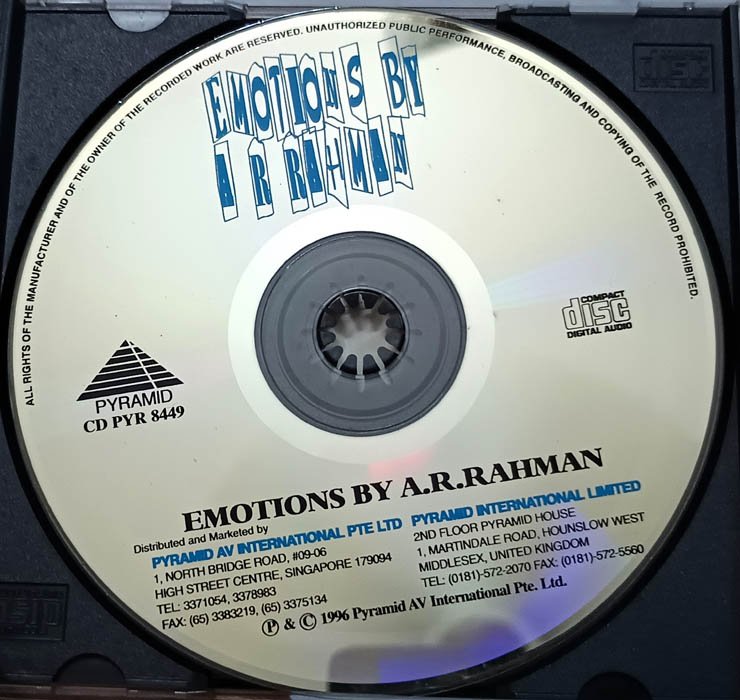 ALL RIGHTS OF THE MANUFACTURER AND OF THE OWNER OF THE RECORDED WORK ARE RESERVED. UNAUTHORIZED PUBLIC PERFORMANCE, BROADCASTING AND COPYING OF THE RECORD PROHIBITED.
EMOTIONS BY
A R RAHMAN
COMPACT
disc
DIGITAL AUDIO
PYRAMID
CD PYR 8449
EMOTIONS BY A.R.RAHMAN
Distributed and Marketed by
PYRAMID AV INTERNATIONAL PTE LTD
1, NORTH BRIDGE ROAD, #09-06
HIGH STREET CENTRE, SINGAPORE 179094
TEL: 3371054, 3378983
FAX: (65) 3383219, (65) 3375134
PYRAMID INTERNATIONAL LIMITED
2ND FLOOR PYRAMID HOUSE
1, MARTINDALE ROAD, HOUNSLOW WEST
MIDDLESEX, UNITED KINGDOM
TEL: (0181)-572-2070 FAX: (0181)-572-5560
Ⓟ & © 1996 Pyramid AV International Pte. Ltd.
disc
disc